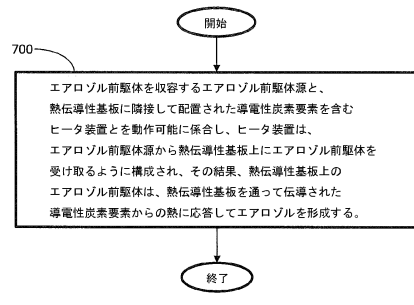 開始
700
エアロゾル前駆体を収容するエアロゾル前駆体源と、
熱伝導性基板に隣接して配置された導電性炭素要素を含む
ヒータ装置とを動作可能に係合し、ヒータ装置は、
エアロゾル前駆体源から熱伝導性基板上にエアロゾル前駆体を
受け取るように構成され、その結果、熱伝導性基板上の
エアロゾル前駆体は、熱伝導性基板を通って伝導された
導電性炭素要素からの熱に応答してエアロゾルを形成する。
終了